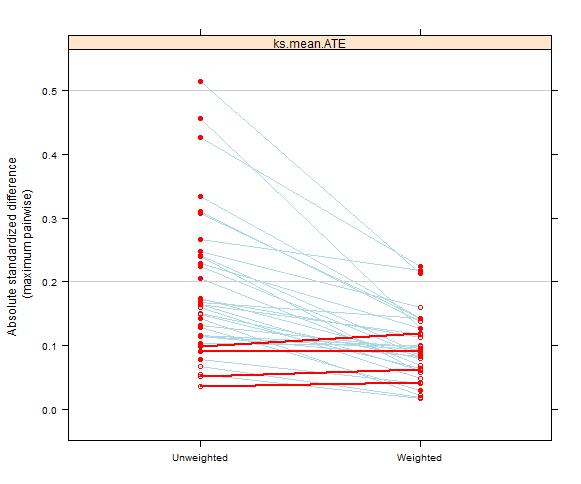 ks.mean.ATE
Absolute standardized difference
(maximum pairwise)
0.5
0.4
0.3
0.2
0.1
0.0
Unweighted
Weighted